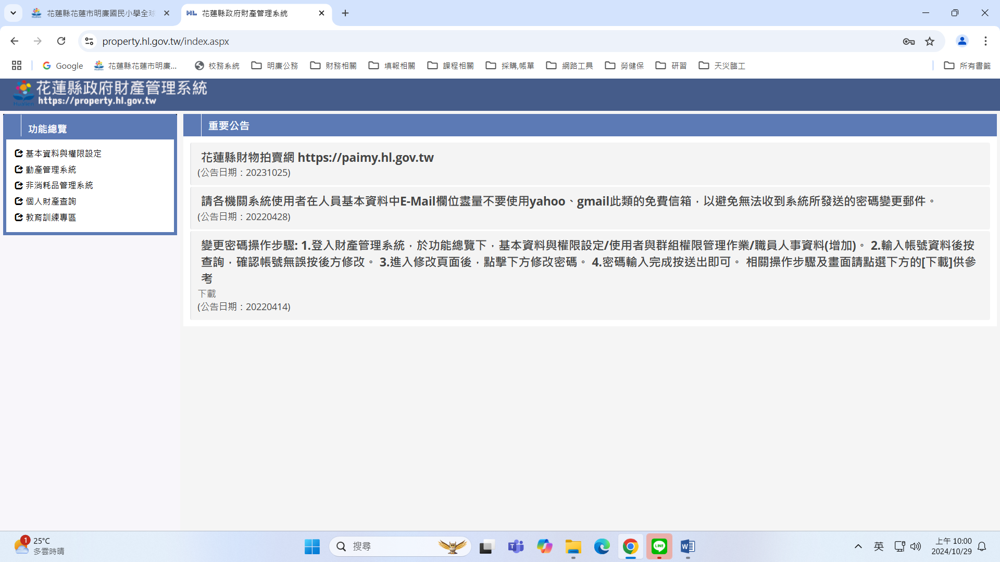 花蓮縣花蓮市明廉國民小學全球
花蓮縣政府財產管理系統
property.hl.gov.tw/index.aspx
Google
花蓮縣花蓮市明廉...
校務系統
明廉公務
財務相關
填報相關
課程相關
採購,帳單
網路工具
勞健保
研習
天災臨工
所有書籤
Hualien
花蓮縣政府財產管理系統
https://property.hl.gov.tw
功能總覽
基本資料與權限設定
動產管理系統
非消耗品管理系統
個人財產查詢
教育訓練專區
重要公告
花蓮縣財物拍賣網 https://paimy.hl.gov.tw
(公告日期：20231025)
請各機關系統使用者在人員基本資料中E-Mail欄位盡量不要使用yahoo、gmail此類的免費信箱，以避免無法收到系統所發送的密碼變更郵件。
(公告日期：20220428)
變更密碼操作步驟: 1.登入財產管理系統，於功能總覽下，基本資料與權限設定/使用者與群組權限管理作業/職員人事資料(增加)。 2.輸入帳號資料後按
查詢，確認帳號無誤按後方修改。 3.進入修改頁面後，點擊下方修改密碼。 4.密碼輸入完成按送出即可。 相關操作步驟及畫面請點選下方的[下載]供參
考
下載
(公告日期：20220414)
1
25°C
多雲時晴
搜尋
LINE
英
上午 10:00
2024/10/29